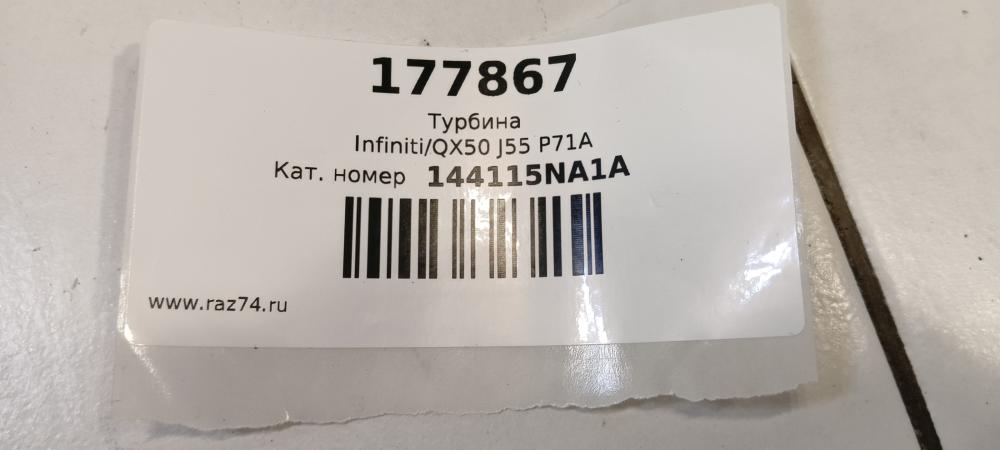 177867
Турбина
Infiniti/QX50 J55 P71A
Кат. номер 144115NA1A
www.raz74.ru